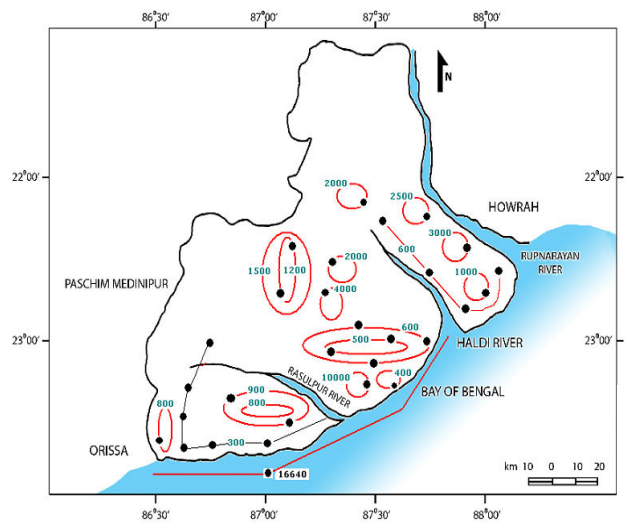 86°00' 87°00' 87°30' 88°00'
N
22°00' 22°00'
2000
2500
HOWRAH
3000
600
RUPNARAYAN
RIVER
2000
1500 1200
1000
PASCHIM MEDINIPUR
4000
600
500
23°00' 23°00'
HALDI RIVER
RASULPUR RIVER
10000
400
BAY OF BENGAL
900
800
800
300
ORISSA
km 10 0 10 20
16640
86°30' 87°00' 87°30' 88°00'